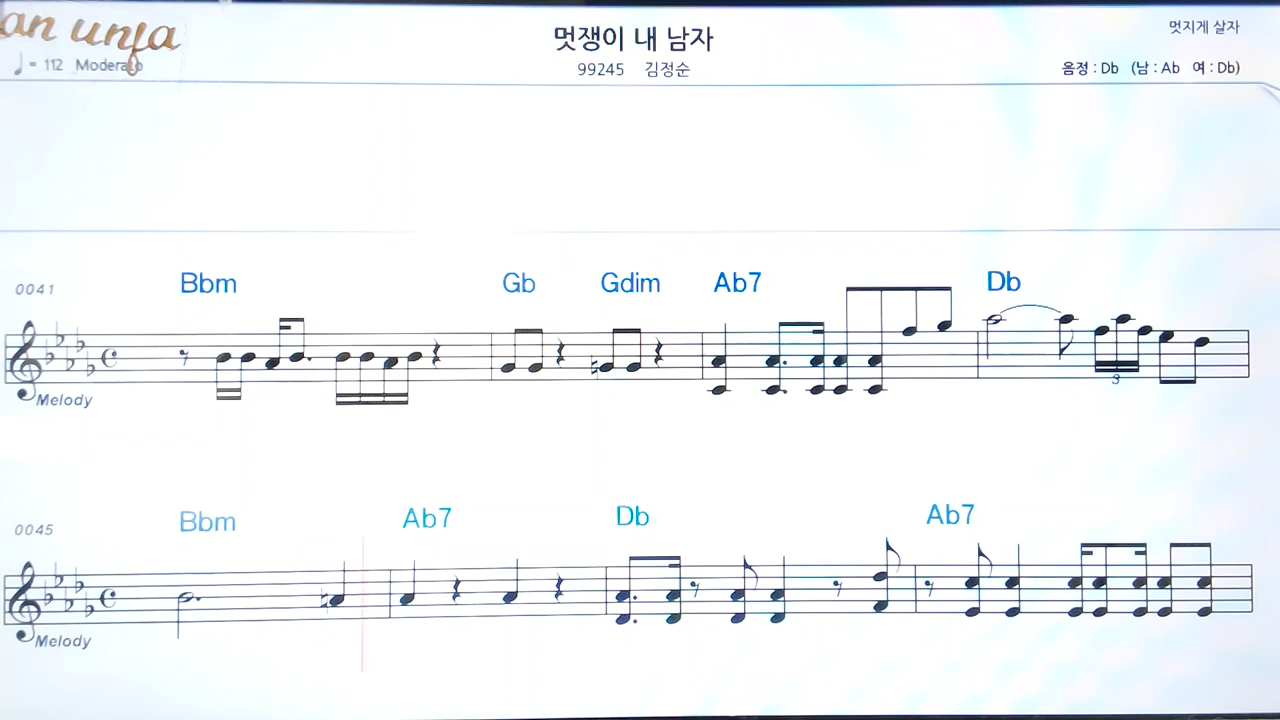 an unfa
멋쟁이 내 남자
멋지게 살자
♩= 112 Moderato
99245 김정순
음정 : Db (남 : Ab 여 : Db)
0041 Bbm Gb Gdim Ab7 Db
3
Melody
0045 Bbm Ab7 Db Ab7
Melody